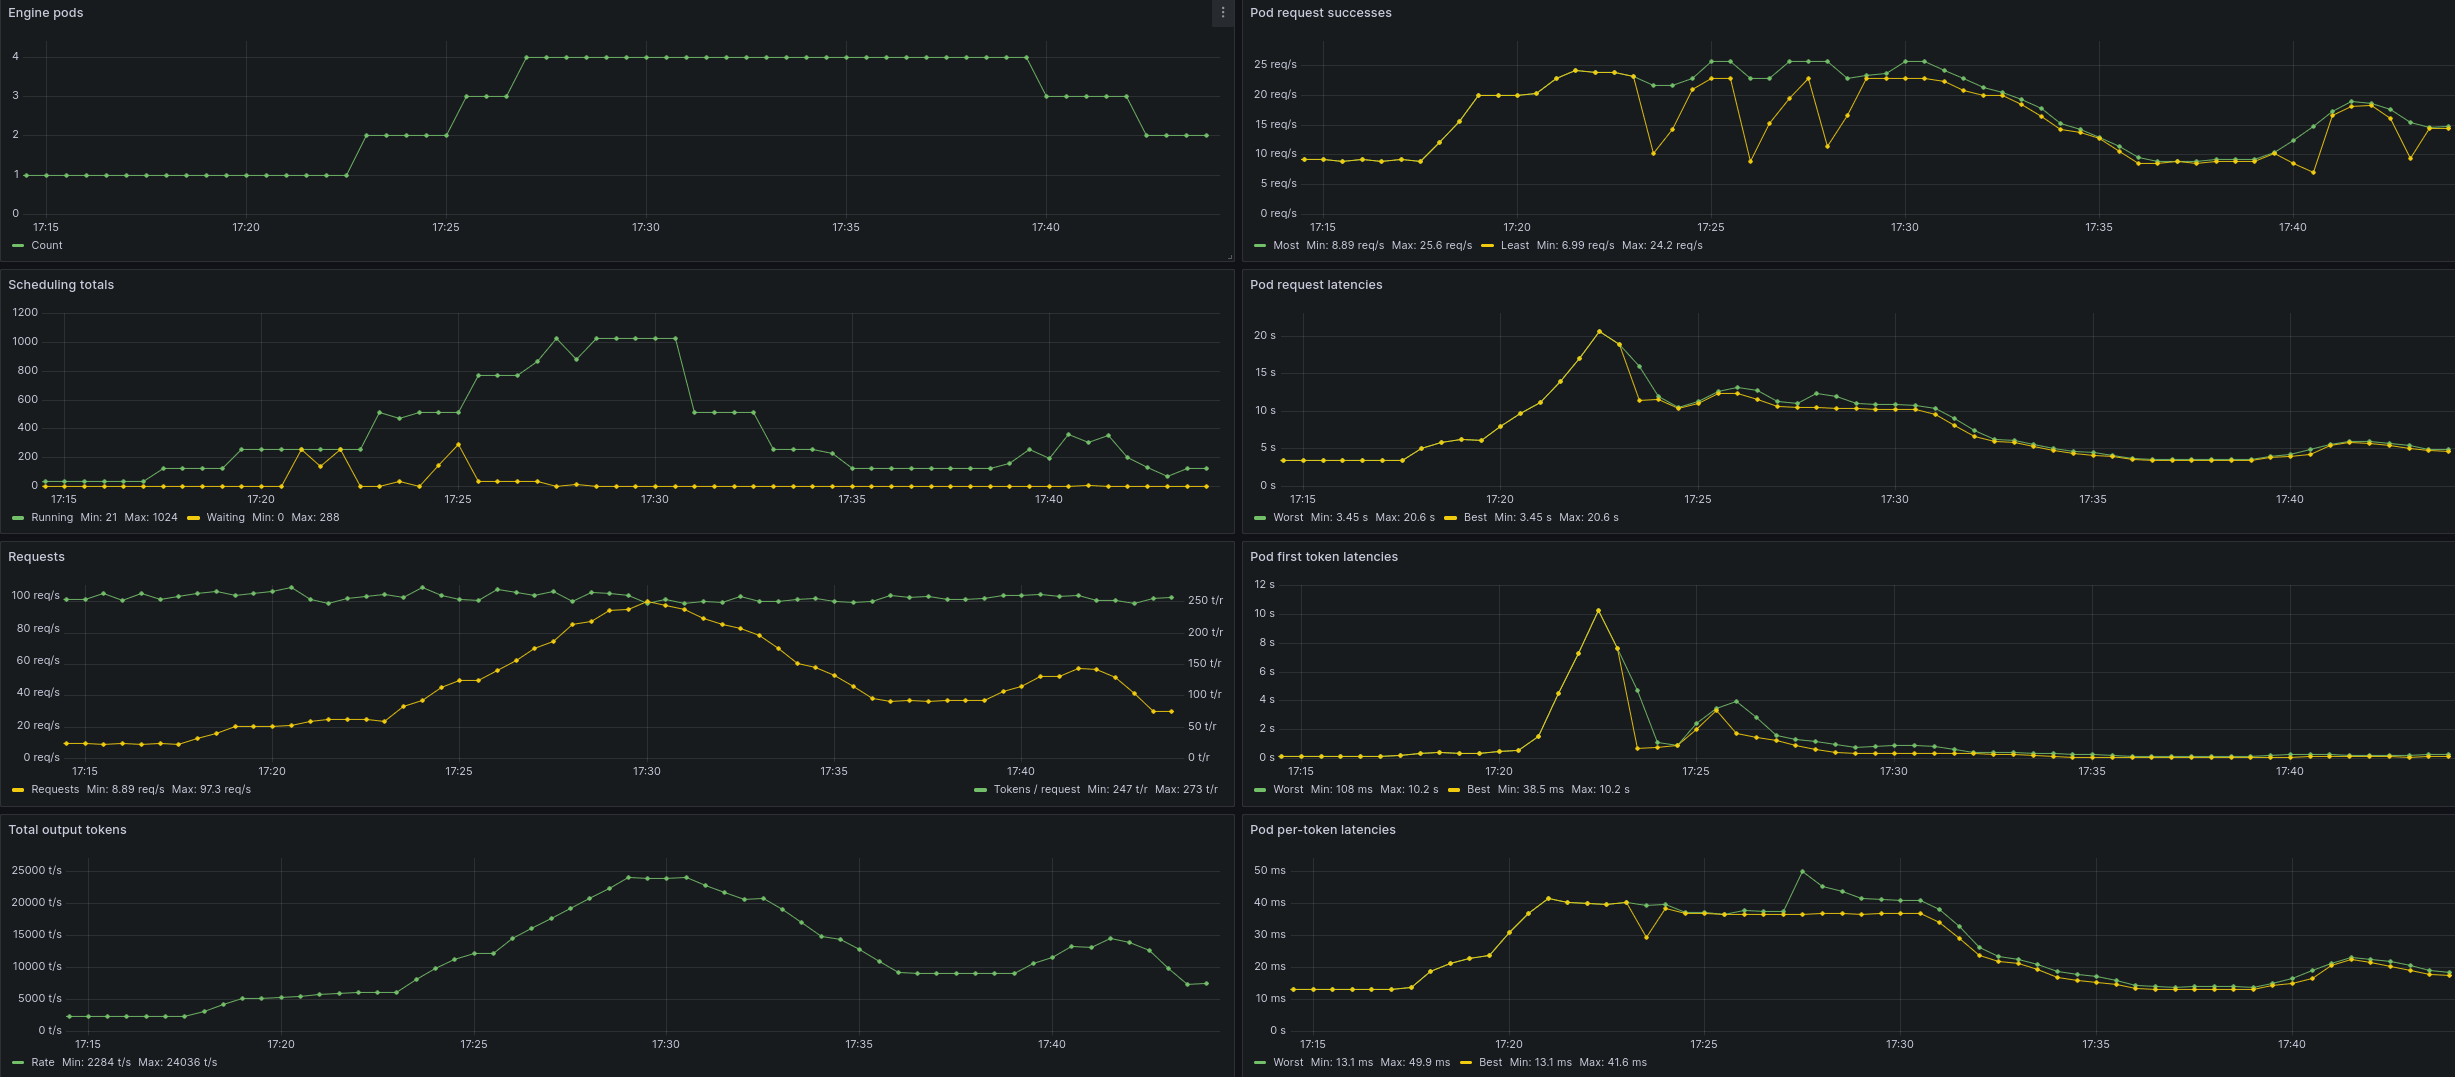 Engine pods
4
3
2
1
0
17:15 17:20 17:25 17:30 17:35 17:40
Count
Pod request successes
25 req/s
20 req/s
15 req/s
10 req/s
5 req/s
0 req/s
17:15 17:20 17:25 17:30 17:35 17:40
Most Min: 8.89 req/s Max: 25.6 req/s Least Min: 6.99 req/s Max: 24.2 req/s
Scheduling totals
1200
1000
800
600
400
200
0
17:15 17:20 17:25 17:30 17:35 17:40
Running Min: 21 Max: 1024 Waiting Min: 0 Max: 288
Pod request latencies
20 s
15 s
10 s
5 s
0 s
17:15 17:20 17:25 17:30 17:35 17:40
Worst Min: 3.45 s Max: 20.6 s Best Min: 3.45 s Max: 20.6 s
Requests
100 req/s
80 req/s
60 req/s
40 req/s
20 req/s
0 req/s
250 t/r
200 t/r
150 t/r
100 t/r
50 t/r
0 t/r
17:15 17:20 17:25 17:30 17:35 17:40
Requests Min: 8.89 req/s Max: 97.3 req/s Tokens / request Min: 247 t/r Max: 273 t/r
Pod first token latencies
12 s
10 s
8 s
6 s
4 s
2 s
0 s
17:15 17:20 17:25 17:30 17:35 17:40
Worst Min: 108 ms Max: 10.2 s Best Min: 38.5 ms Max: 10.2 s
Total output tokens
25000 t/s
20000 t/s
15000 t/s
10000 t/s
5000 t/s
0 t/s
17:15 17:20 17:25 17:30 17:35 17:40
Rate Min: 2284 t/s Max: 24036 t/s
Pod per-token latencies
50 ms
40 ms
30 ms
20 ms
10 ms
0 s
17:15 17:20 17:25 17:30 17:35 17:40
Worst Min: 13.1 ms Max: 49.9 ms Best Min: 13.1 ms Max: 41.6 ms